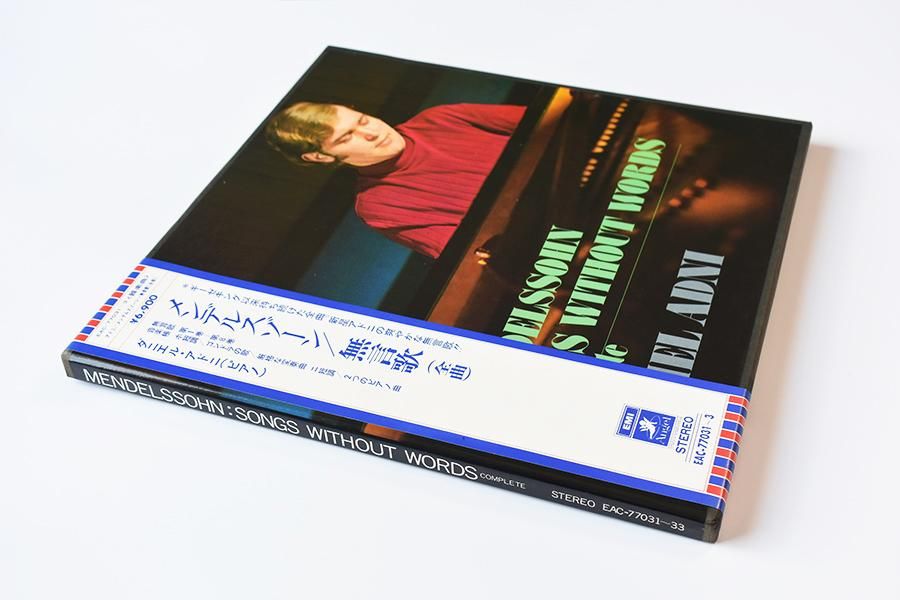 ELSSOHN
S WITHOUT WORDS
EL ADNI
¥6,900
メンデルスゾーン/無言歌(全曲)
ダニエル・アドニ(ピアノ)
EMI
Angel
STEREO
EAC-77031~3
MENDELSSOHN:SONGS WITHOUT WORDS COMPLETE STEREO EAC-77031~33